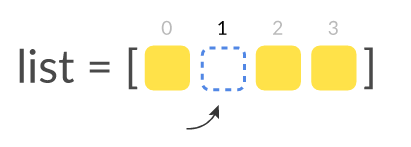 0 1 2 3
list = [ ]